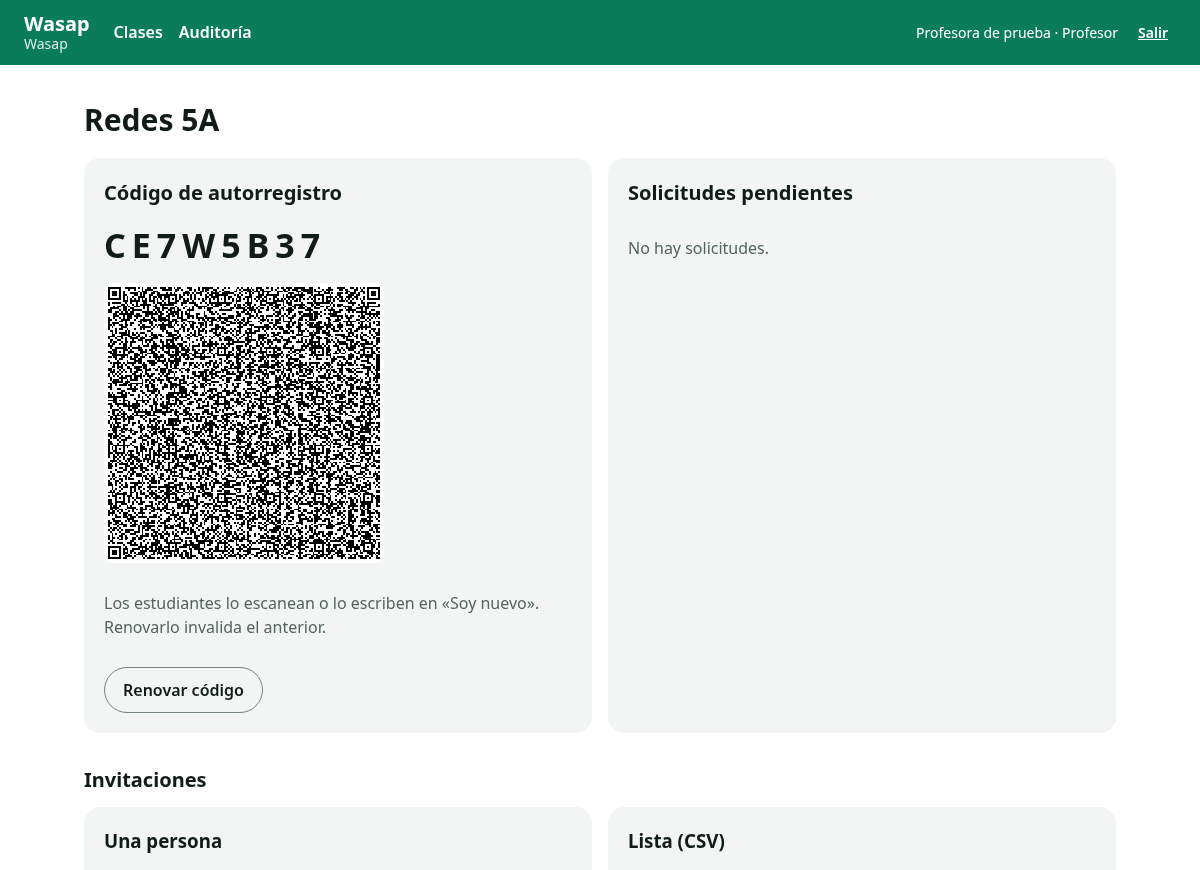 Wasap
Wasap
Clases
Auditoría
Profesora de prueba · Profesor
Salir
Redes 5A
Código de autorregistro
CE7W5B37
Los estudiantes lo escanean o lo escriben en «Soy nuevo».
Renovarlo invalida el anterior.
Renovar código
Solicitudes pendientes
No hay solicitudes.
Invitaciones
Una persona
Lista (CSV)